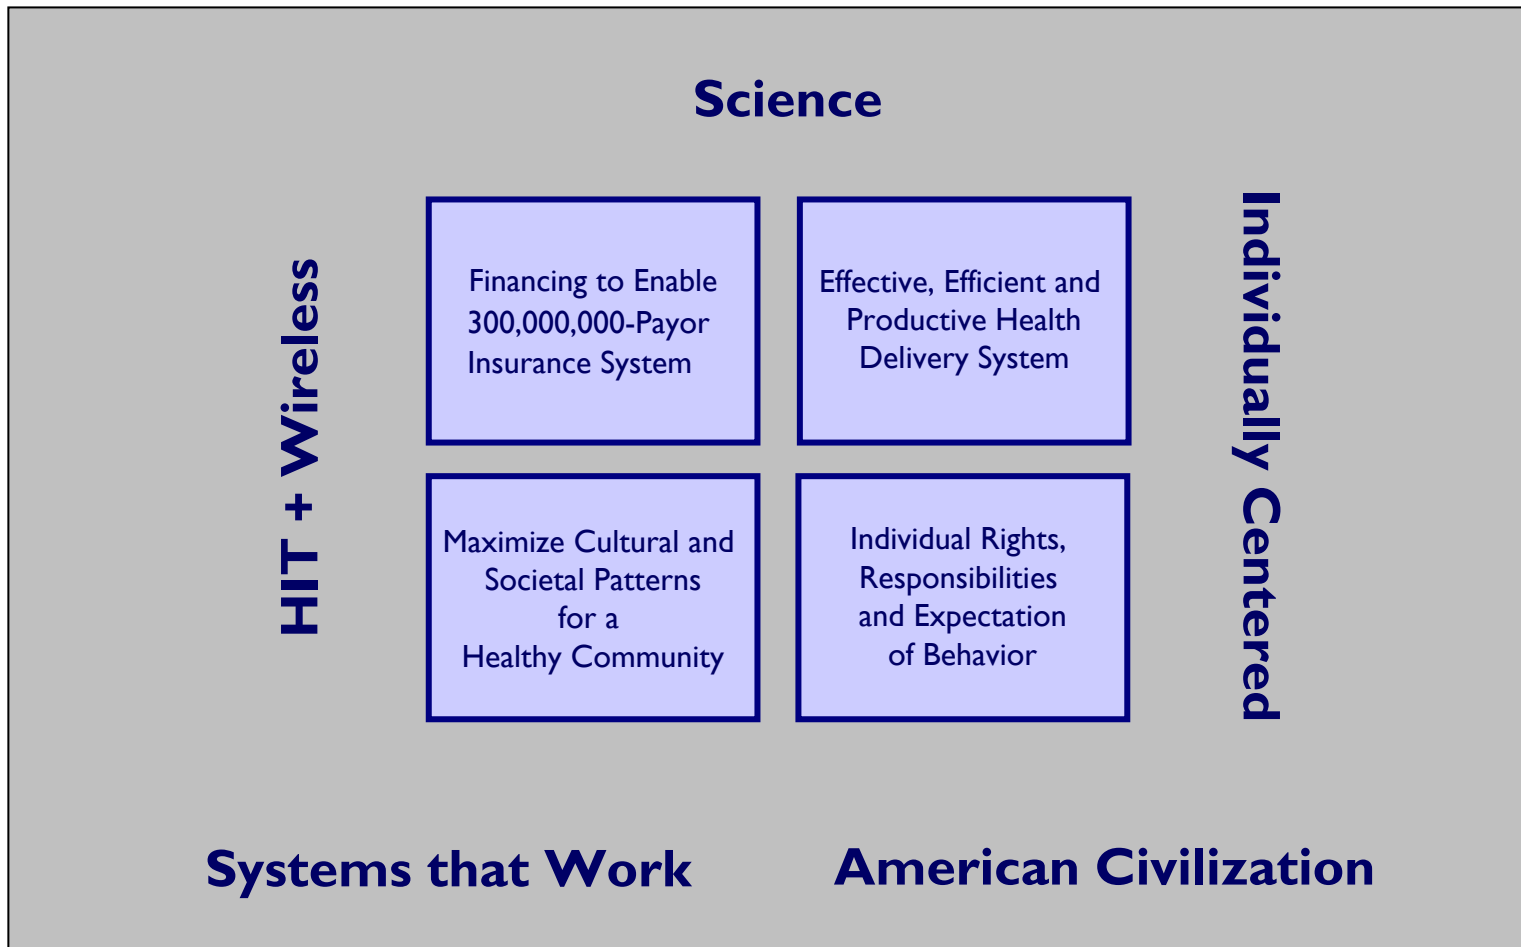 Science
HIT + Wireless
Financing to Enable
300,000,000-Payor
Insurance System
Effective, Efficient and
Productive Health
Delivery System
Individually Centered
Maximize Cultural and
Societal Patterns
for a
Healthy Community
Individual Rights,
Responsibilities
and Expectation
of Behavior
Systems that Work
American Civilization